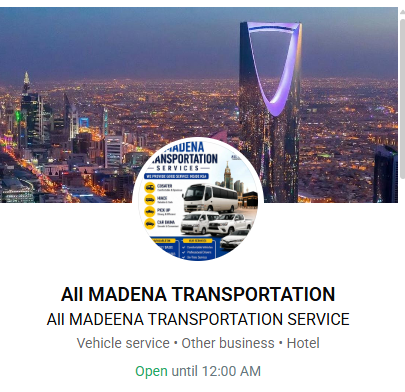 MADENA
TRANSPORTATION
SERVICES
COASTER
HIACE
PICK UP
All MADENA TRANSPORTATION
All MADEENA TRANSPORTATION SERVICE
Vehicle service • Other business • Hotel
Open until 12:00 AM